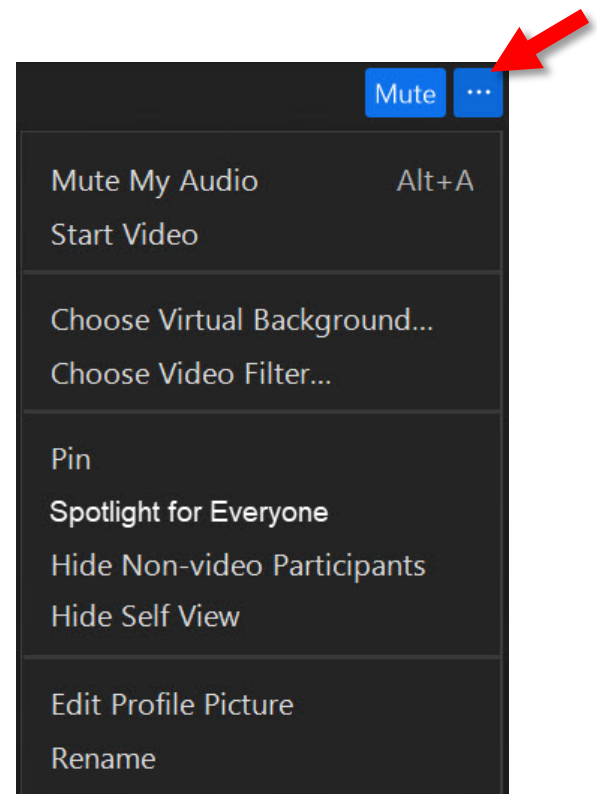 Mute ...
Mute My Audio Alt+A
Start Video
Choose Virtual Background...
Choose Video Filter...
Pin
Spotlight for Everyone
Hide Non-video Participants
Hide Self View
Edit Profile Picture
Rename